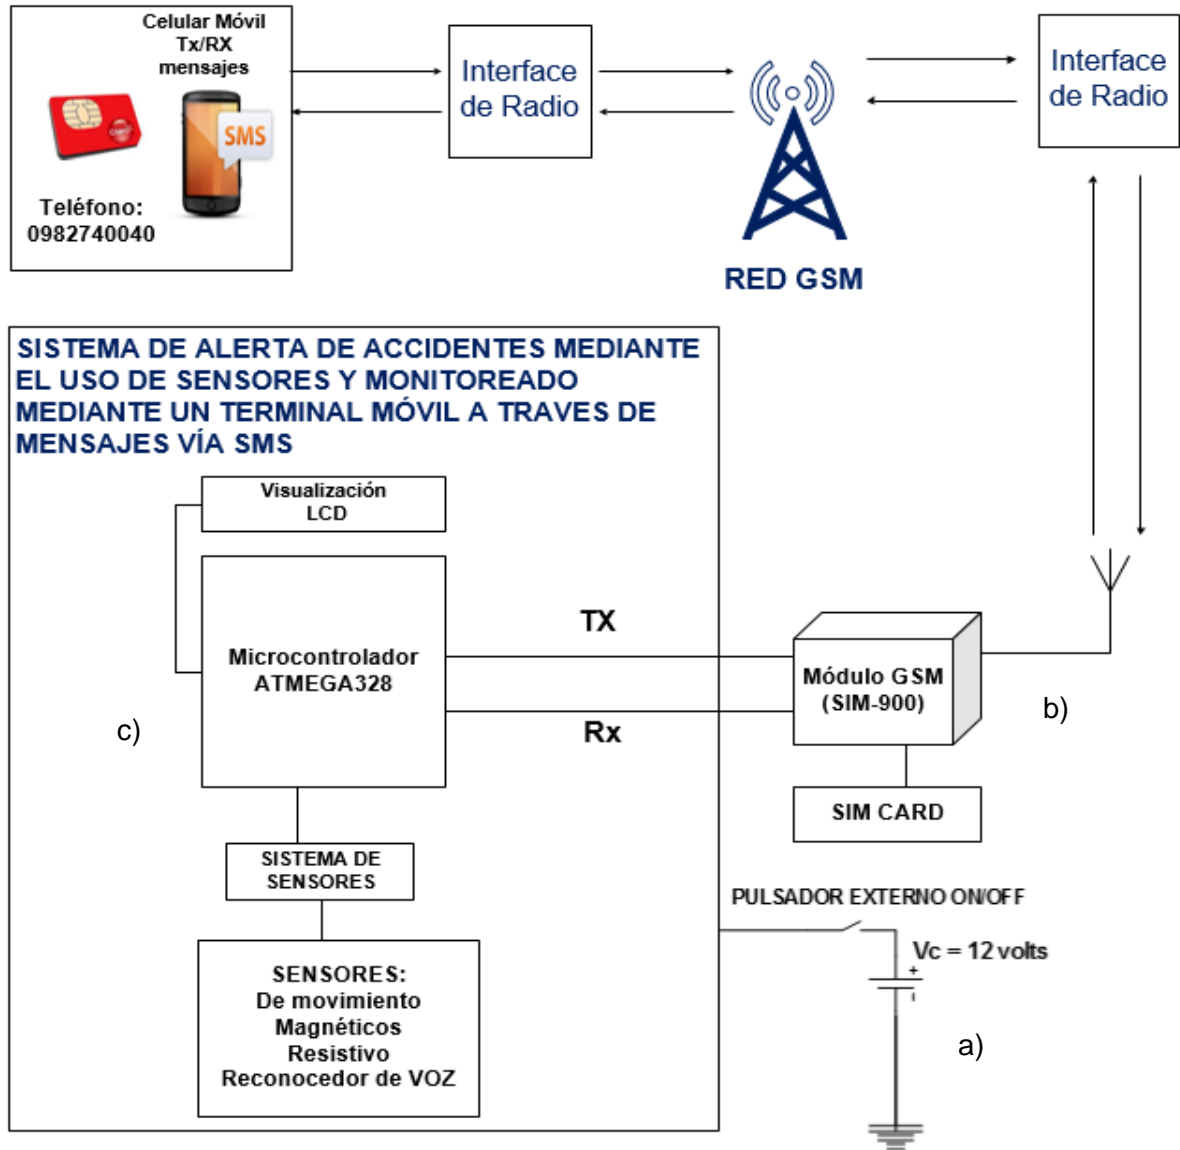 Celular Móvil
Tx/RX
mensajes
SMS
Teléfono:
0982740040
Interface
de Radio
RED GSM
Interface
de Radio
SISTEMA DE ALERTA DE ACCIDENTES MEDIANTE
EL USO DE SENSORES Y MONITOREADO
MEDIANTE UN TERMINAL MÓVIL A TRAVES DE
MENSAJES VÍA SMS
Visualización
LCD
Microcontrolador
ATMEGA328
c)
TX
Rx
Módulo GSM
(SIM-900)
b)
SIM CARD
SISTEMA DE
SENSORES
SENSORES:
De movimiento
Magnéticos
Resistivo
Reconocedor de VOZ
PULSADOR EXTERNO ON/OFF
Vc = 12 volts
+
a)